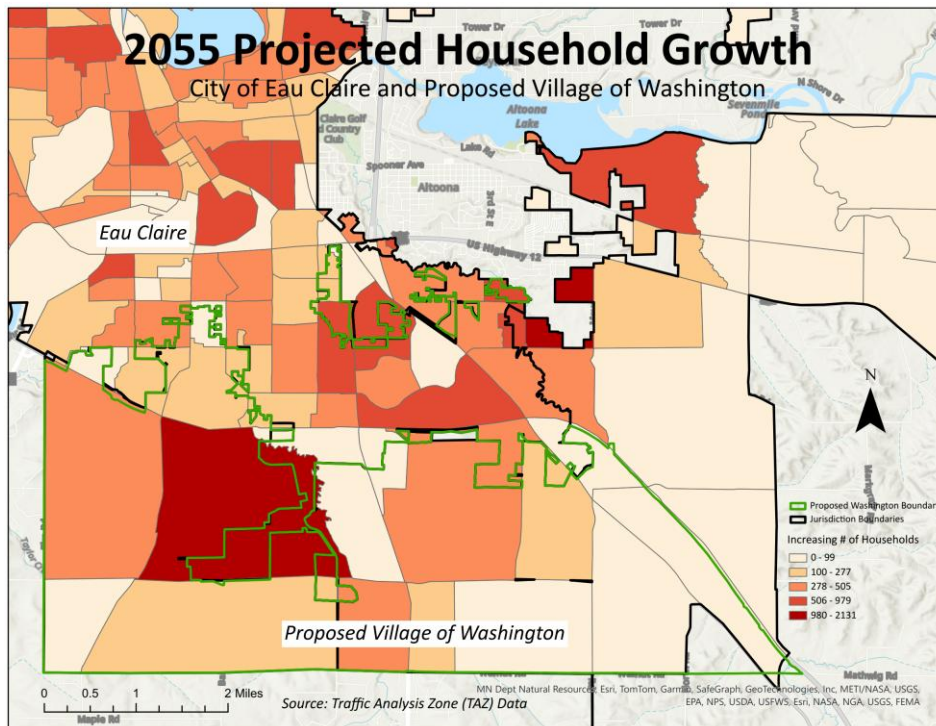 2055 Projected Household Growth
City of Eau Claire and Proposed Village of Washington
Tower Dr
Tower Dr
N Shore Dr
Sevenmile
Pond
Altoona
Lake
Claire Golf
d Country
Club
Lake Rd
Spooner Ave
Altoona
3rd St E
US Highway 12
Eau Claire
N
Proposed Washington Boundar
Jurisdiction Boundaries
Increasing # of Households
0 - 99
100 - 277
278 - 505
506 - 979
980 - 2131
Proposed Village of Washington
0 0.5 1 2 Miles
Source: Traffic Analysis Zone (TAZ) Data
Maple Rd
Mathwig Rd
MN Dept Natural Resources, Esri, TomTom, Garmin, SafeGraph, GeoTechnologies, Inc, METI/NASA, USGS,
EPA, NPS, USDA, USFWS, Esri, NASA, NGA, USGS, FEMA